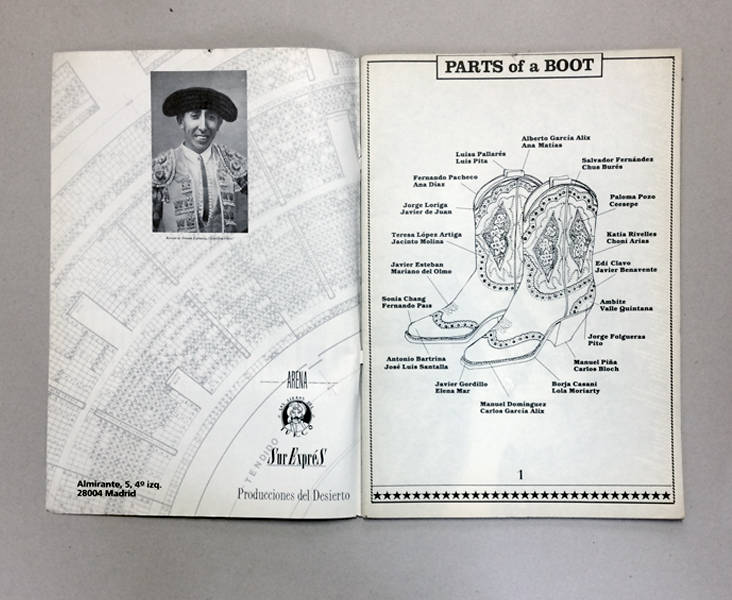 ARENA
TENDIDO
Sur ExpréS
Producciones del Desierto
Almirante, 5, 4º izq.
28004 Madrid
PARTS of a BOOT
Alberto García Alix
Ana Matías
Luisa Pallarés
Luis Pita
Salvador Fernández
Chus Burés
Fernando Pacheco
Ana Díaz
Paloma Pozo
Ceesepe
Jorge Loriga
Javier de Juan
Katia Rivelles
Choni Arias
Teresa López Artiga
Jacinto Molina
Edi Clavo
Javier Benavente
Javier Esteban
Mariano del Olmo
Ambite
Valle Quintana
Sonia Chang
Fernando Pais
Jorge Folgueras
Pito
Antonio Bartrina
José Luis Santalla
Manuel Piña
Carlos Bloch
Javier Gordillo
Elena Mar
Borja Casani
Lola Moriarty
Manuel Domínguez
Carlos García Alix
1